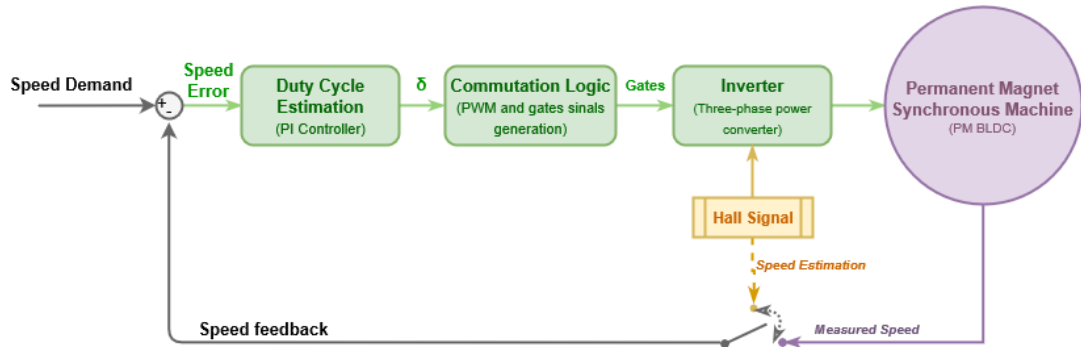 Speed Demand
+
-
Speed
Error
Duty Cycle
Estimation
(PI Controller)
δ
Commutation Logic
(PWM and gates sinals
generation)
Gates
Inverter
(Three-phase power
converter)
Permanent Magnet
Synchronous Machine
(PM BLDC)
Hall Signal
Speed Estimation
Speed feedback
Measured Speed